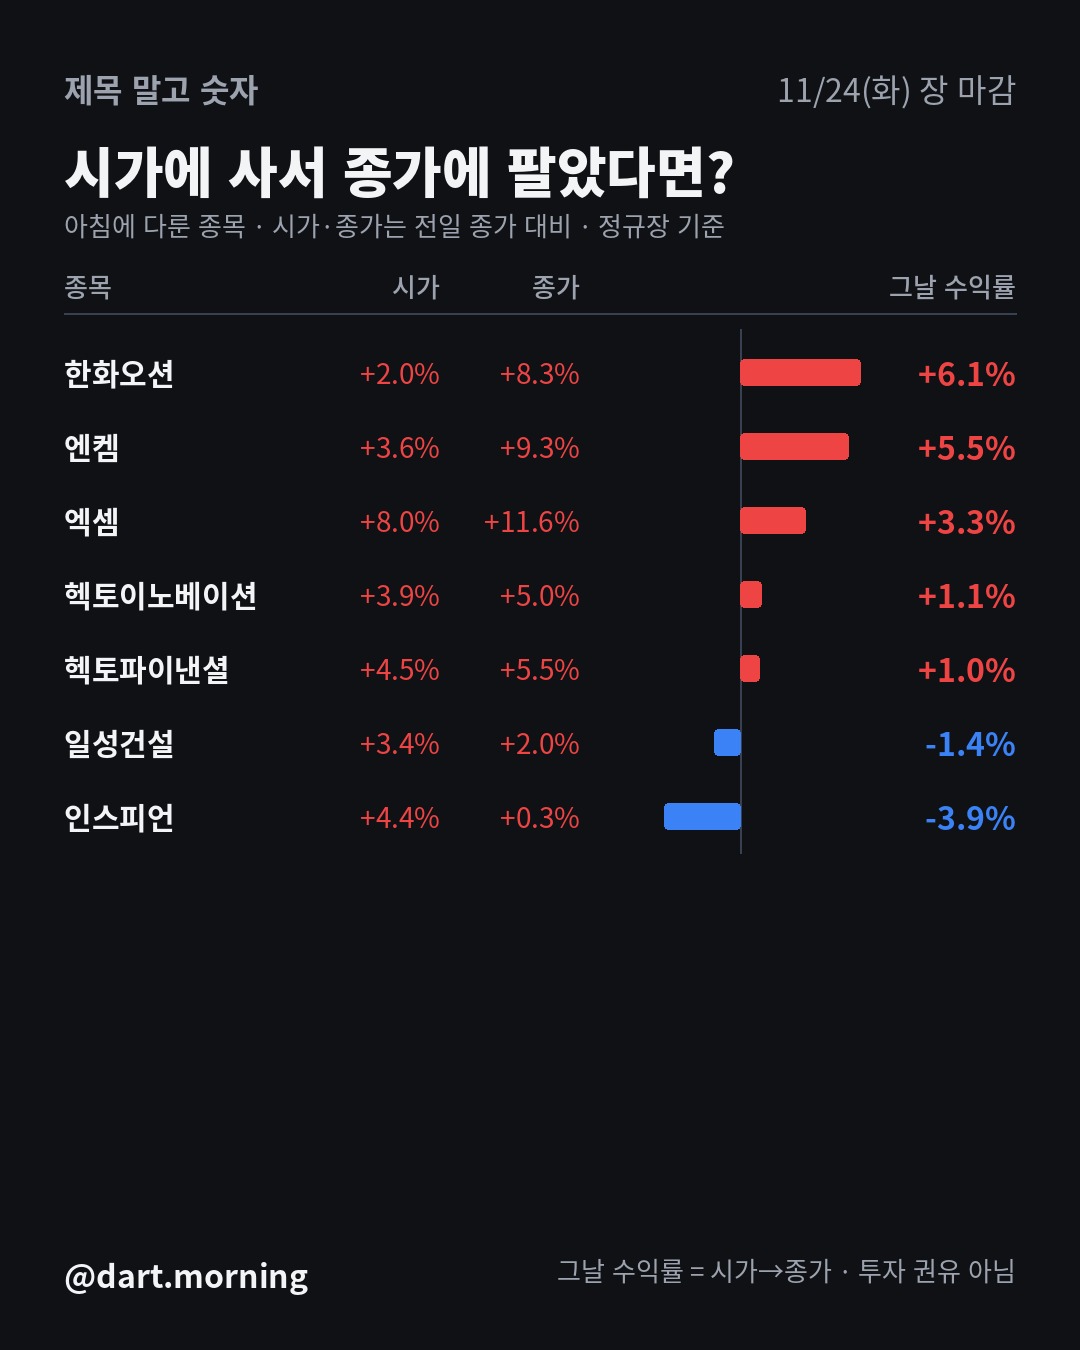 제목 말고 숫자 11/24(화) 장 마감
시가에 사서 종가에 팔았다면?
아침에 다룬 종목 · 시가·종가는 전일 종가 대비 · 정규장 기준
종목 시가 종가 그날 수익률
한화오션 +2.0% +8.3% +6.1%
엔켐 +3.6% +9.3% +5.5%
엑셈 +8.0% +11.6% +3.3%
헥토이노베이션 +3.9% +5.0% +1.1%
헥토파이낸셜 +4.5% +5.5% +1.0%
일성건설 +3.4% +2.0% -1.4%
인스피언 +4.4% +0.3% -3.9%
@dart.morning 그날 수익률 = 시가→종가 · 투자 권유 아님